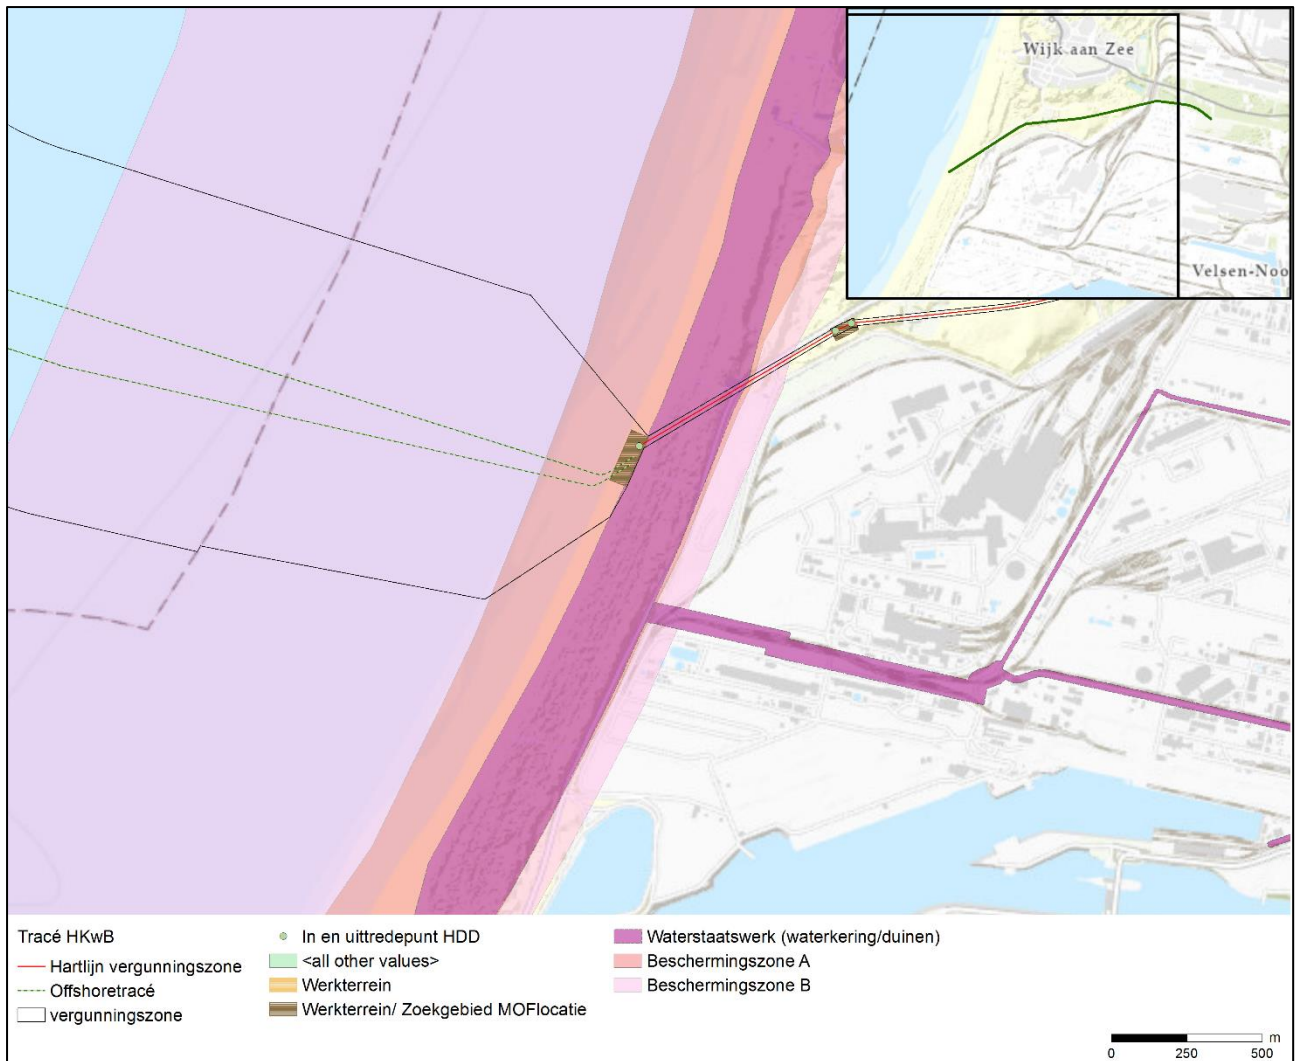 Wijk aan Zee
Velsen-Noo
Tracé HKwB
Hartlijn vergunningszone
Offshoretracé
vergunningszone
In en uittredepunt HDD
<all other values>
Werkterrein
Werkterrein/ Zoekgebied MOFlocatie
Waterstaatswerk (waterkering/duinen)
Beschermingszone A
Beschermingszone B
m
0 250 500